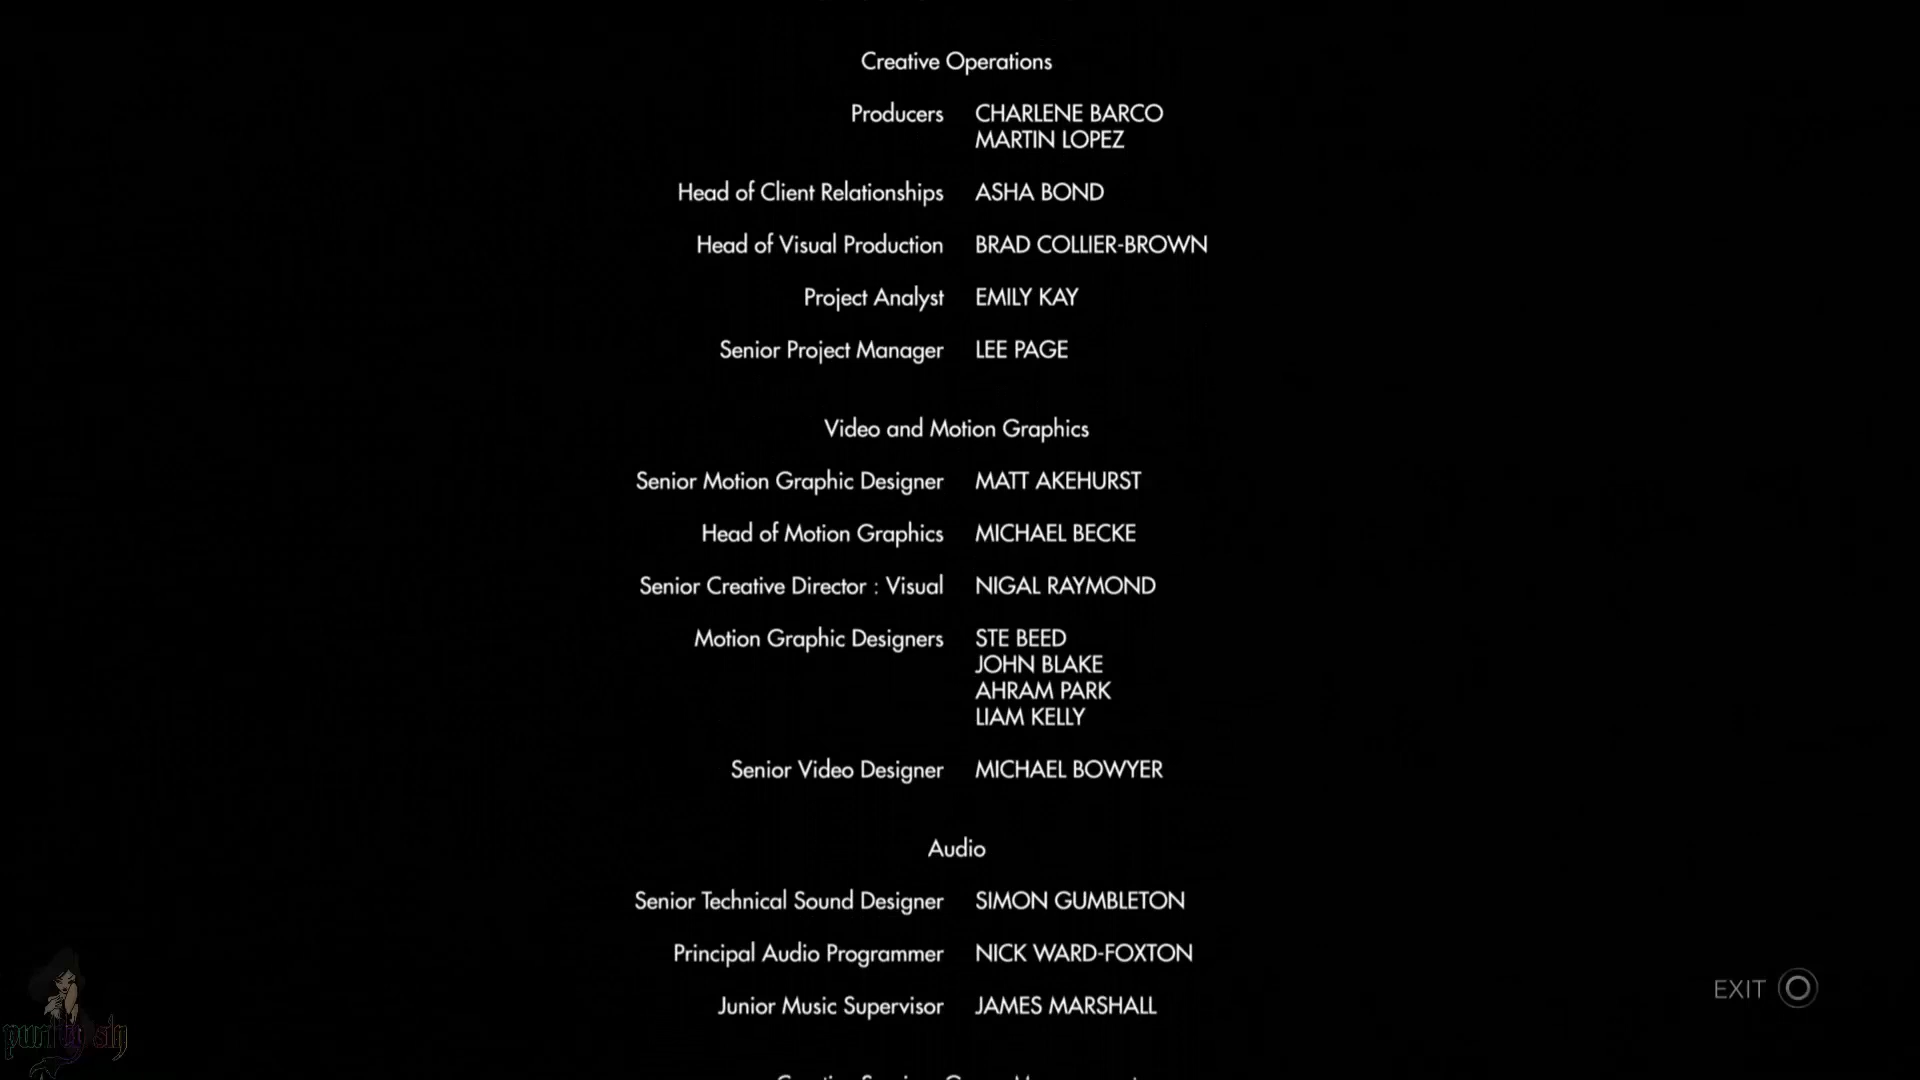 Creative Operations
Producers CHARLENE BARCO
MARTIN LOPEZ
Head of Client Relationships ASHA BOND
Head of Visual Production BRAD COLLIER-BROWN
Project Analyst EMILY KAY
Senior Project Manager LEE PAGE
Video and Motion Graphics
Senior Motion Graphic Designer MATT AKEHURST
Head of Motion Graphics MICHAEL BECKE
Senior Creative Director : Visual NIGAL RAYMOND
Motion Graphic Designers STE BEED
JOHN BLAKE
AHRAM PARK
LIAM KELLY
Senior Video Designer MICHAEL BOWYER
Audio
Senior Technical Sound Designer SIMON GUMBLETON
Principal Audio Programmer NICK WARD-FOXTON
Junior Music Supervisor JAMES MARSHALL
EXIT